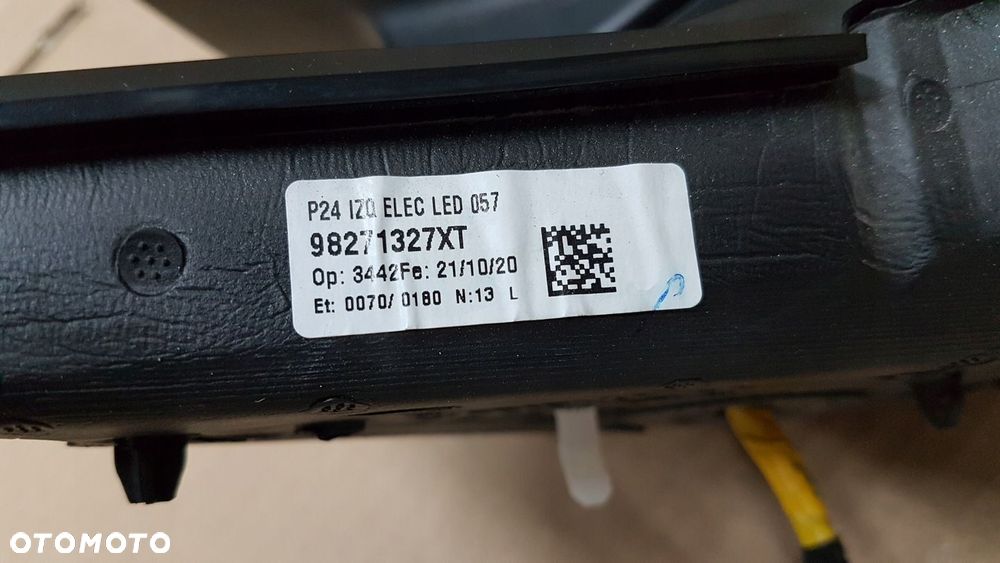 P24 IZQ ELEC LED 057
98271327XT
Op: 3442Fe: 21/10/20
Et: 0070/ 0180 N:13 L
OTOMOTO